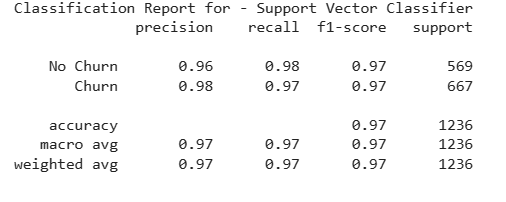 Classification Report for - Support Vector Classifier
precision recall f1-score support
No Churn 0.96 0.98 0.97 569
Churn 0.98 0.97 0.97 667
accuracy 0.97 1236
macro avg 0.97 0.97 0.97 1236
weighted avg 0.97 0.97 0.97 1236